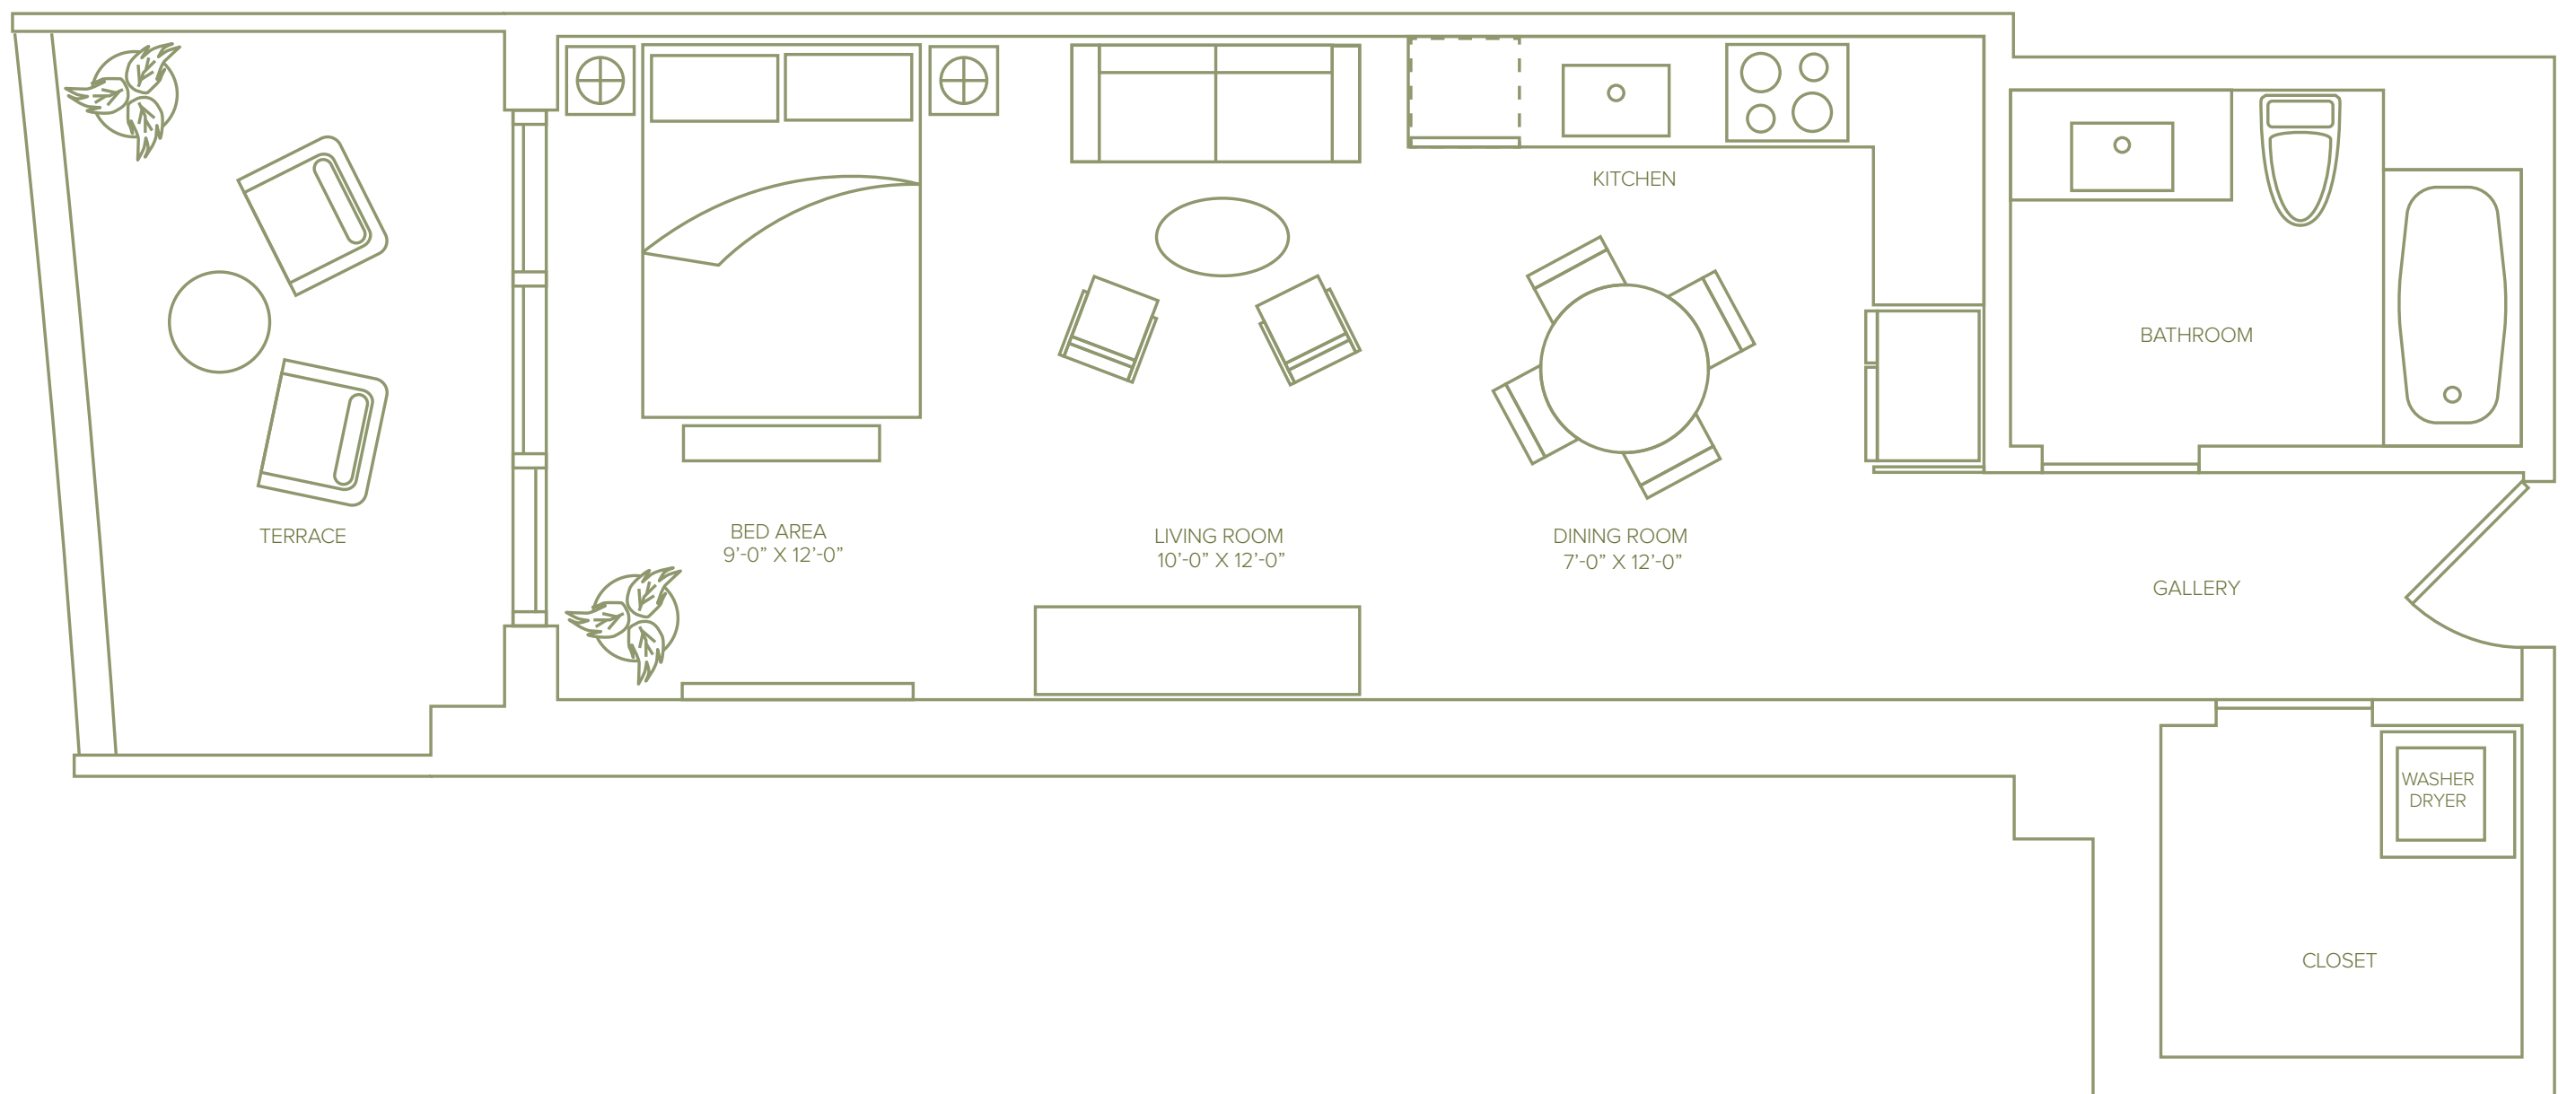 KITCHEN
BATHROOM
TERRACE
BED AREA
9’-0” X 12’-0”
LIVING ROOM
10’-0” X 12’-0”
DINING ROOM
7’-0” X 12’-0”
GALLERY
WASHER
DRYER
CLOSET